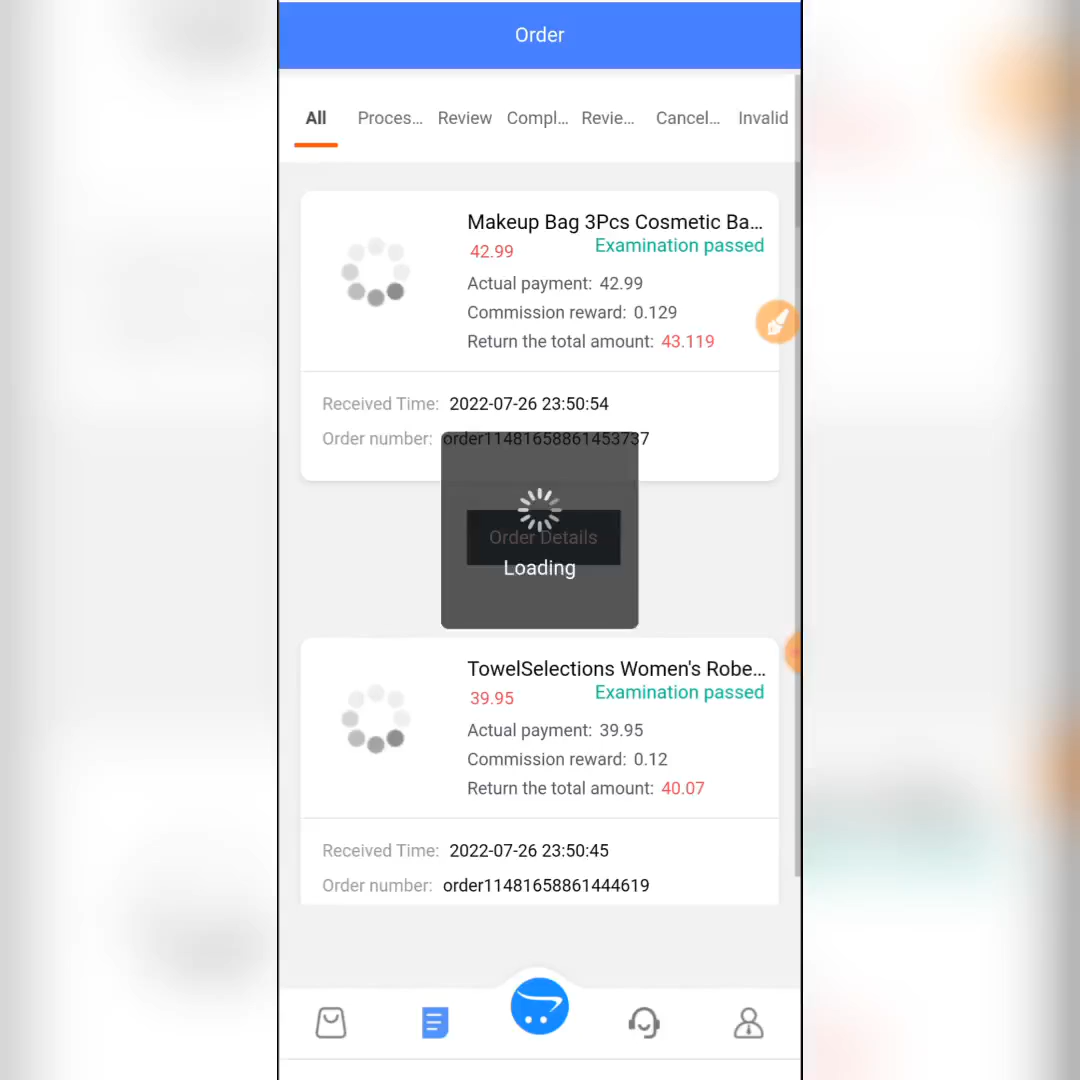 Order
All Proces... Review Compl... Revie... Cancel... Invalid
Makeup Bag 3Pcs Cosmetic Ba...
42.99 Examination passed
Actual payment: 42.99
Commission reward: 0.129
Return the total amount: 43.119
Received Time: 2022-07-26 23:50:54
Order number: order11481658861453737
Order Details
Loading
TowelSelections Women's Robe...
39.95 Examination passed
Actual payment: 39.95
Commission reward: 0.12
Return the total amount: 40.07
Received Time: 2022-07-26 23:50:45
Order number: order11481658861444619